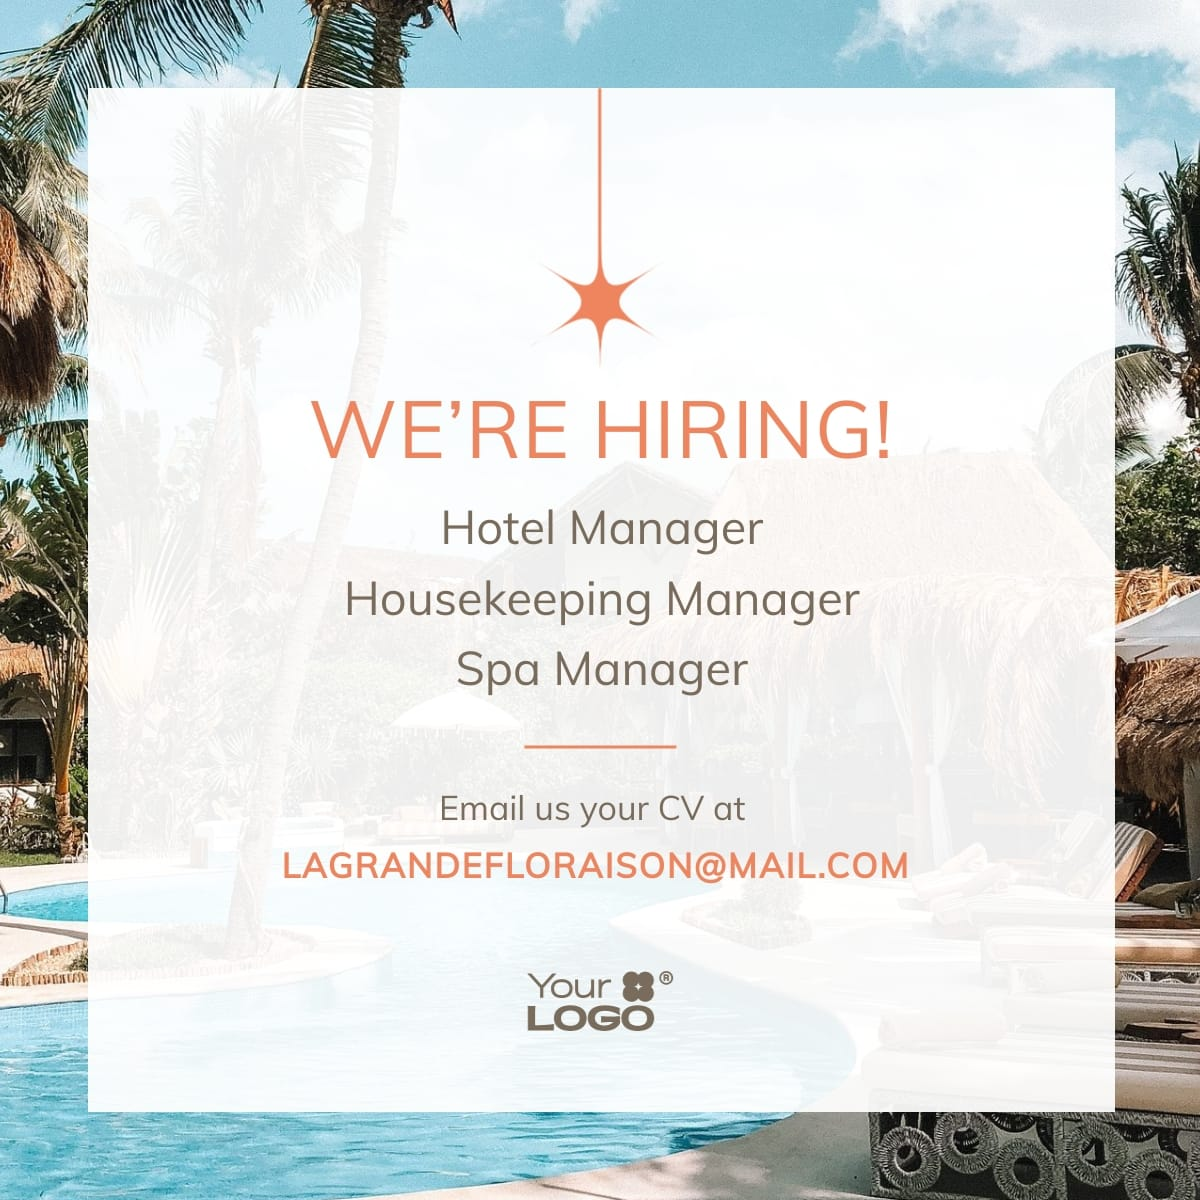 WE’RE HIRING!
Hotel Manager
Housekeeping Manager
Spa Manager
Email us your CV at
LAGRANDEFLORAISON@MAIL.COM
Your ®
LOGO